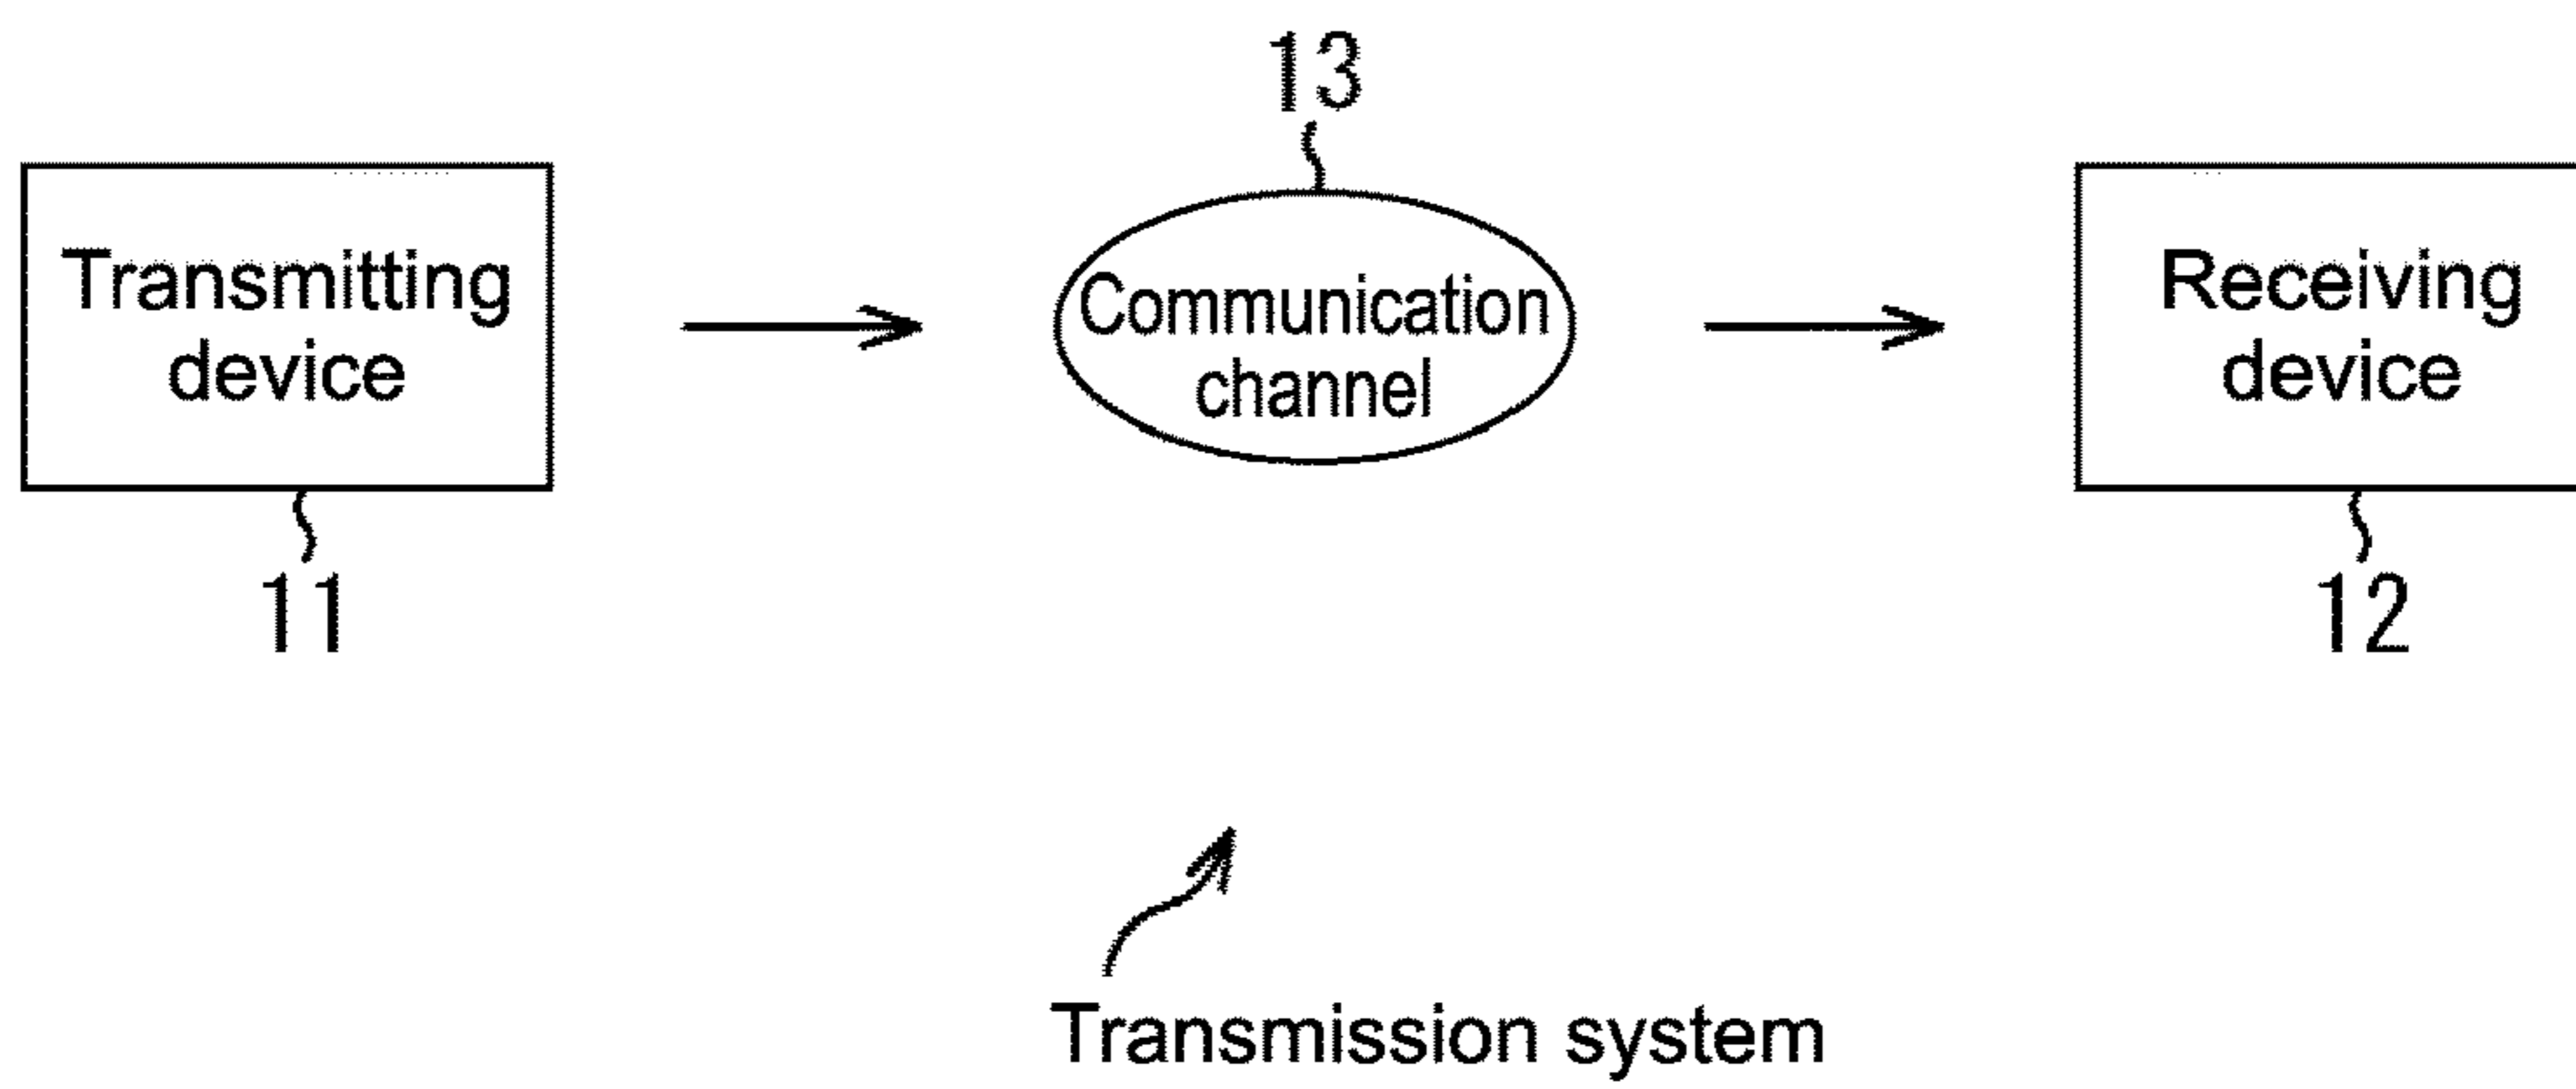 13
Transmitting
device
Communication
channel
Receiving
device
11
12
Transmission system